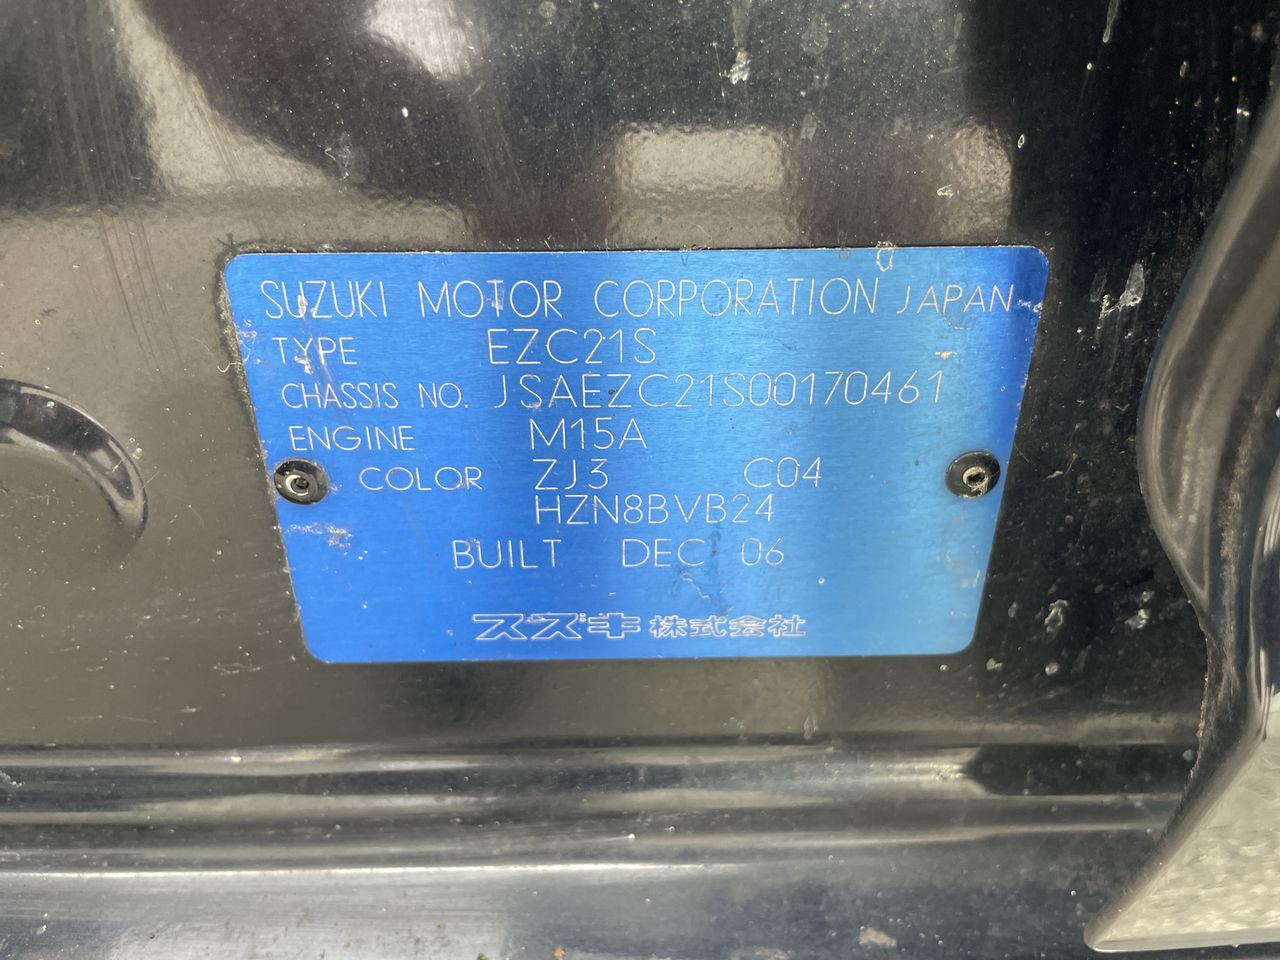 SUZUKI MOTOR CORPORATION JAPAN
TYPE EZC21S
CHASSIS NO. JSAEZC21S00170461
ENGINE M15A
COLOR ZJ3 C04
HZN8BVB24
BUILT DEC 06
スズキ株式会社